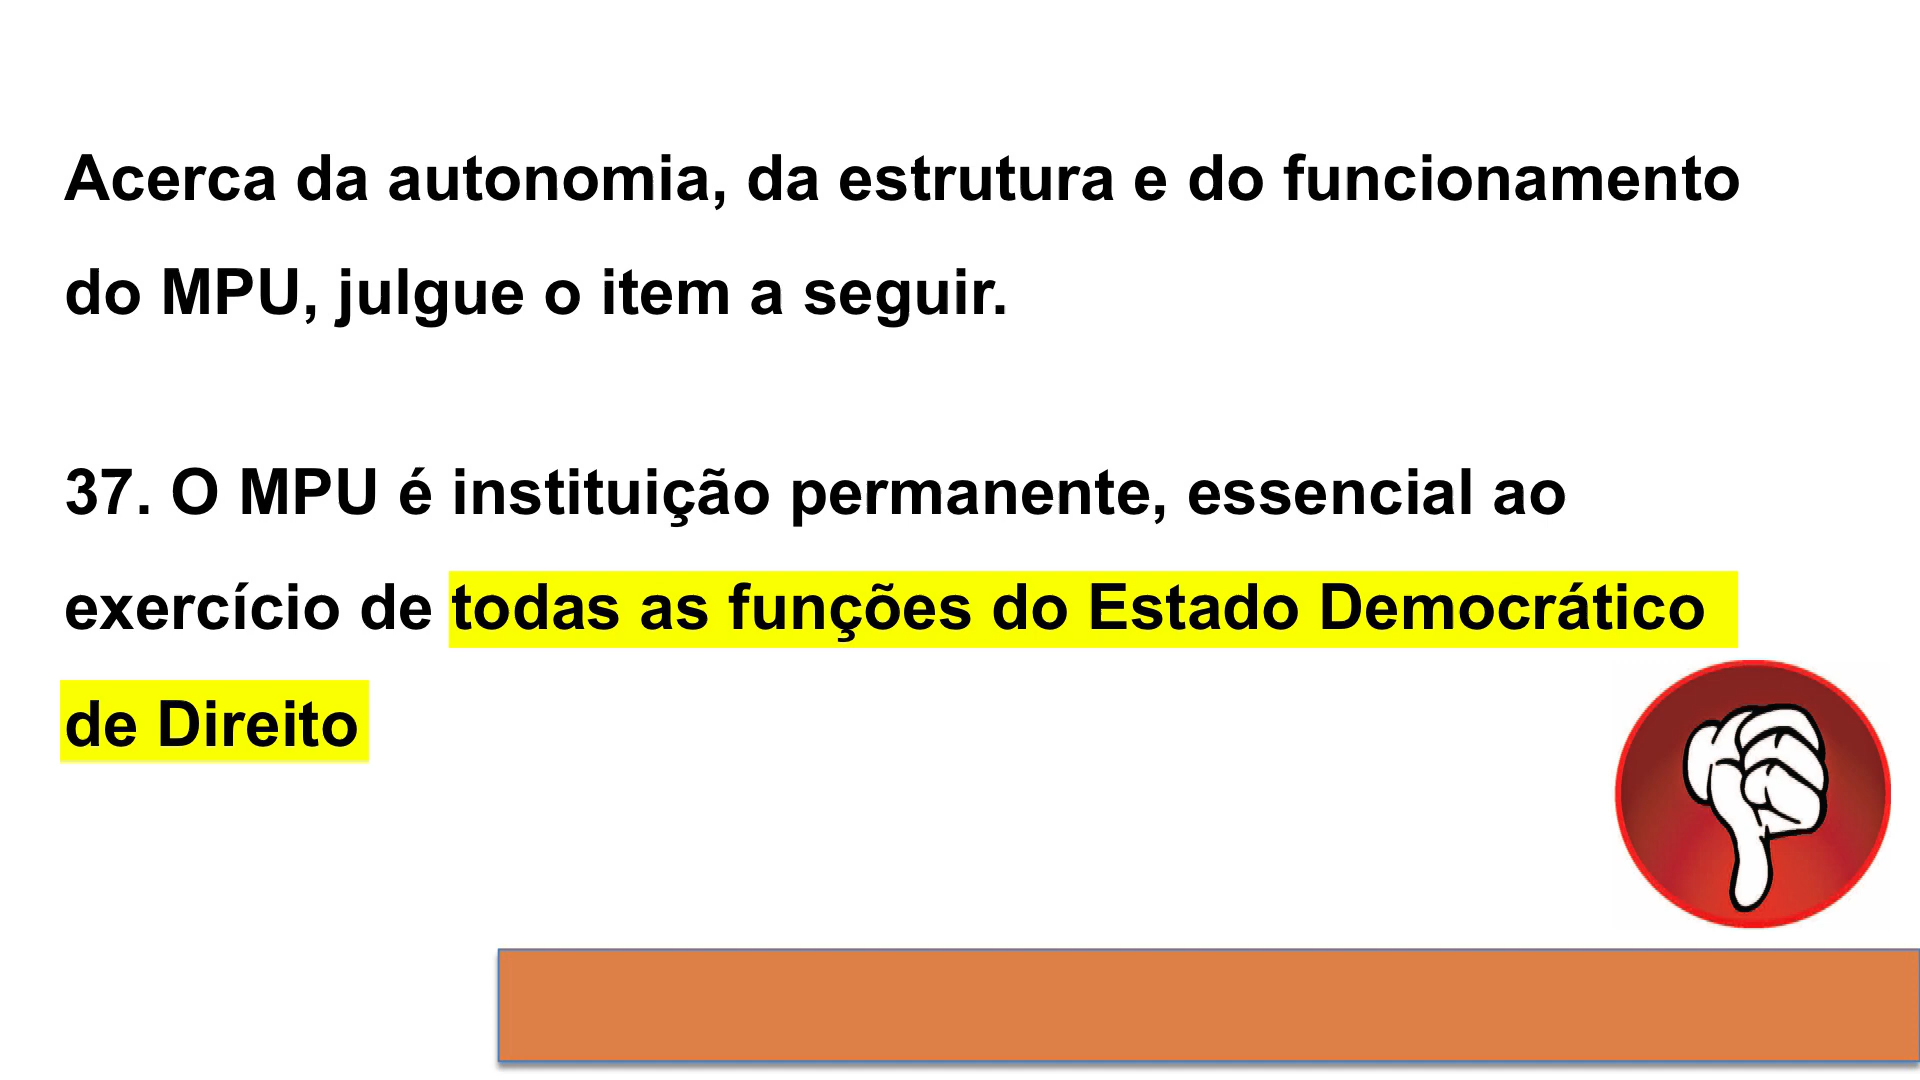 Acerca da autonomia, da estrutura e do funcionamento
do MPU, julgue o item a seguir.
37. O MPU é instituição permanente, essencial ao
exercício de todas as funções do Estado Democrático
de Direito